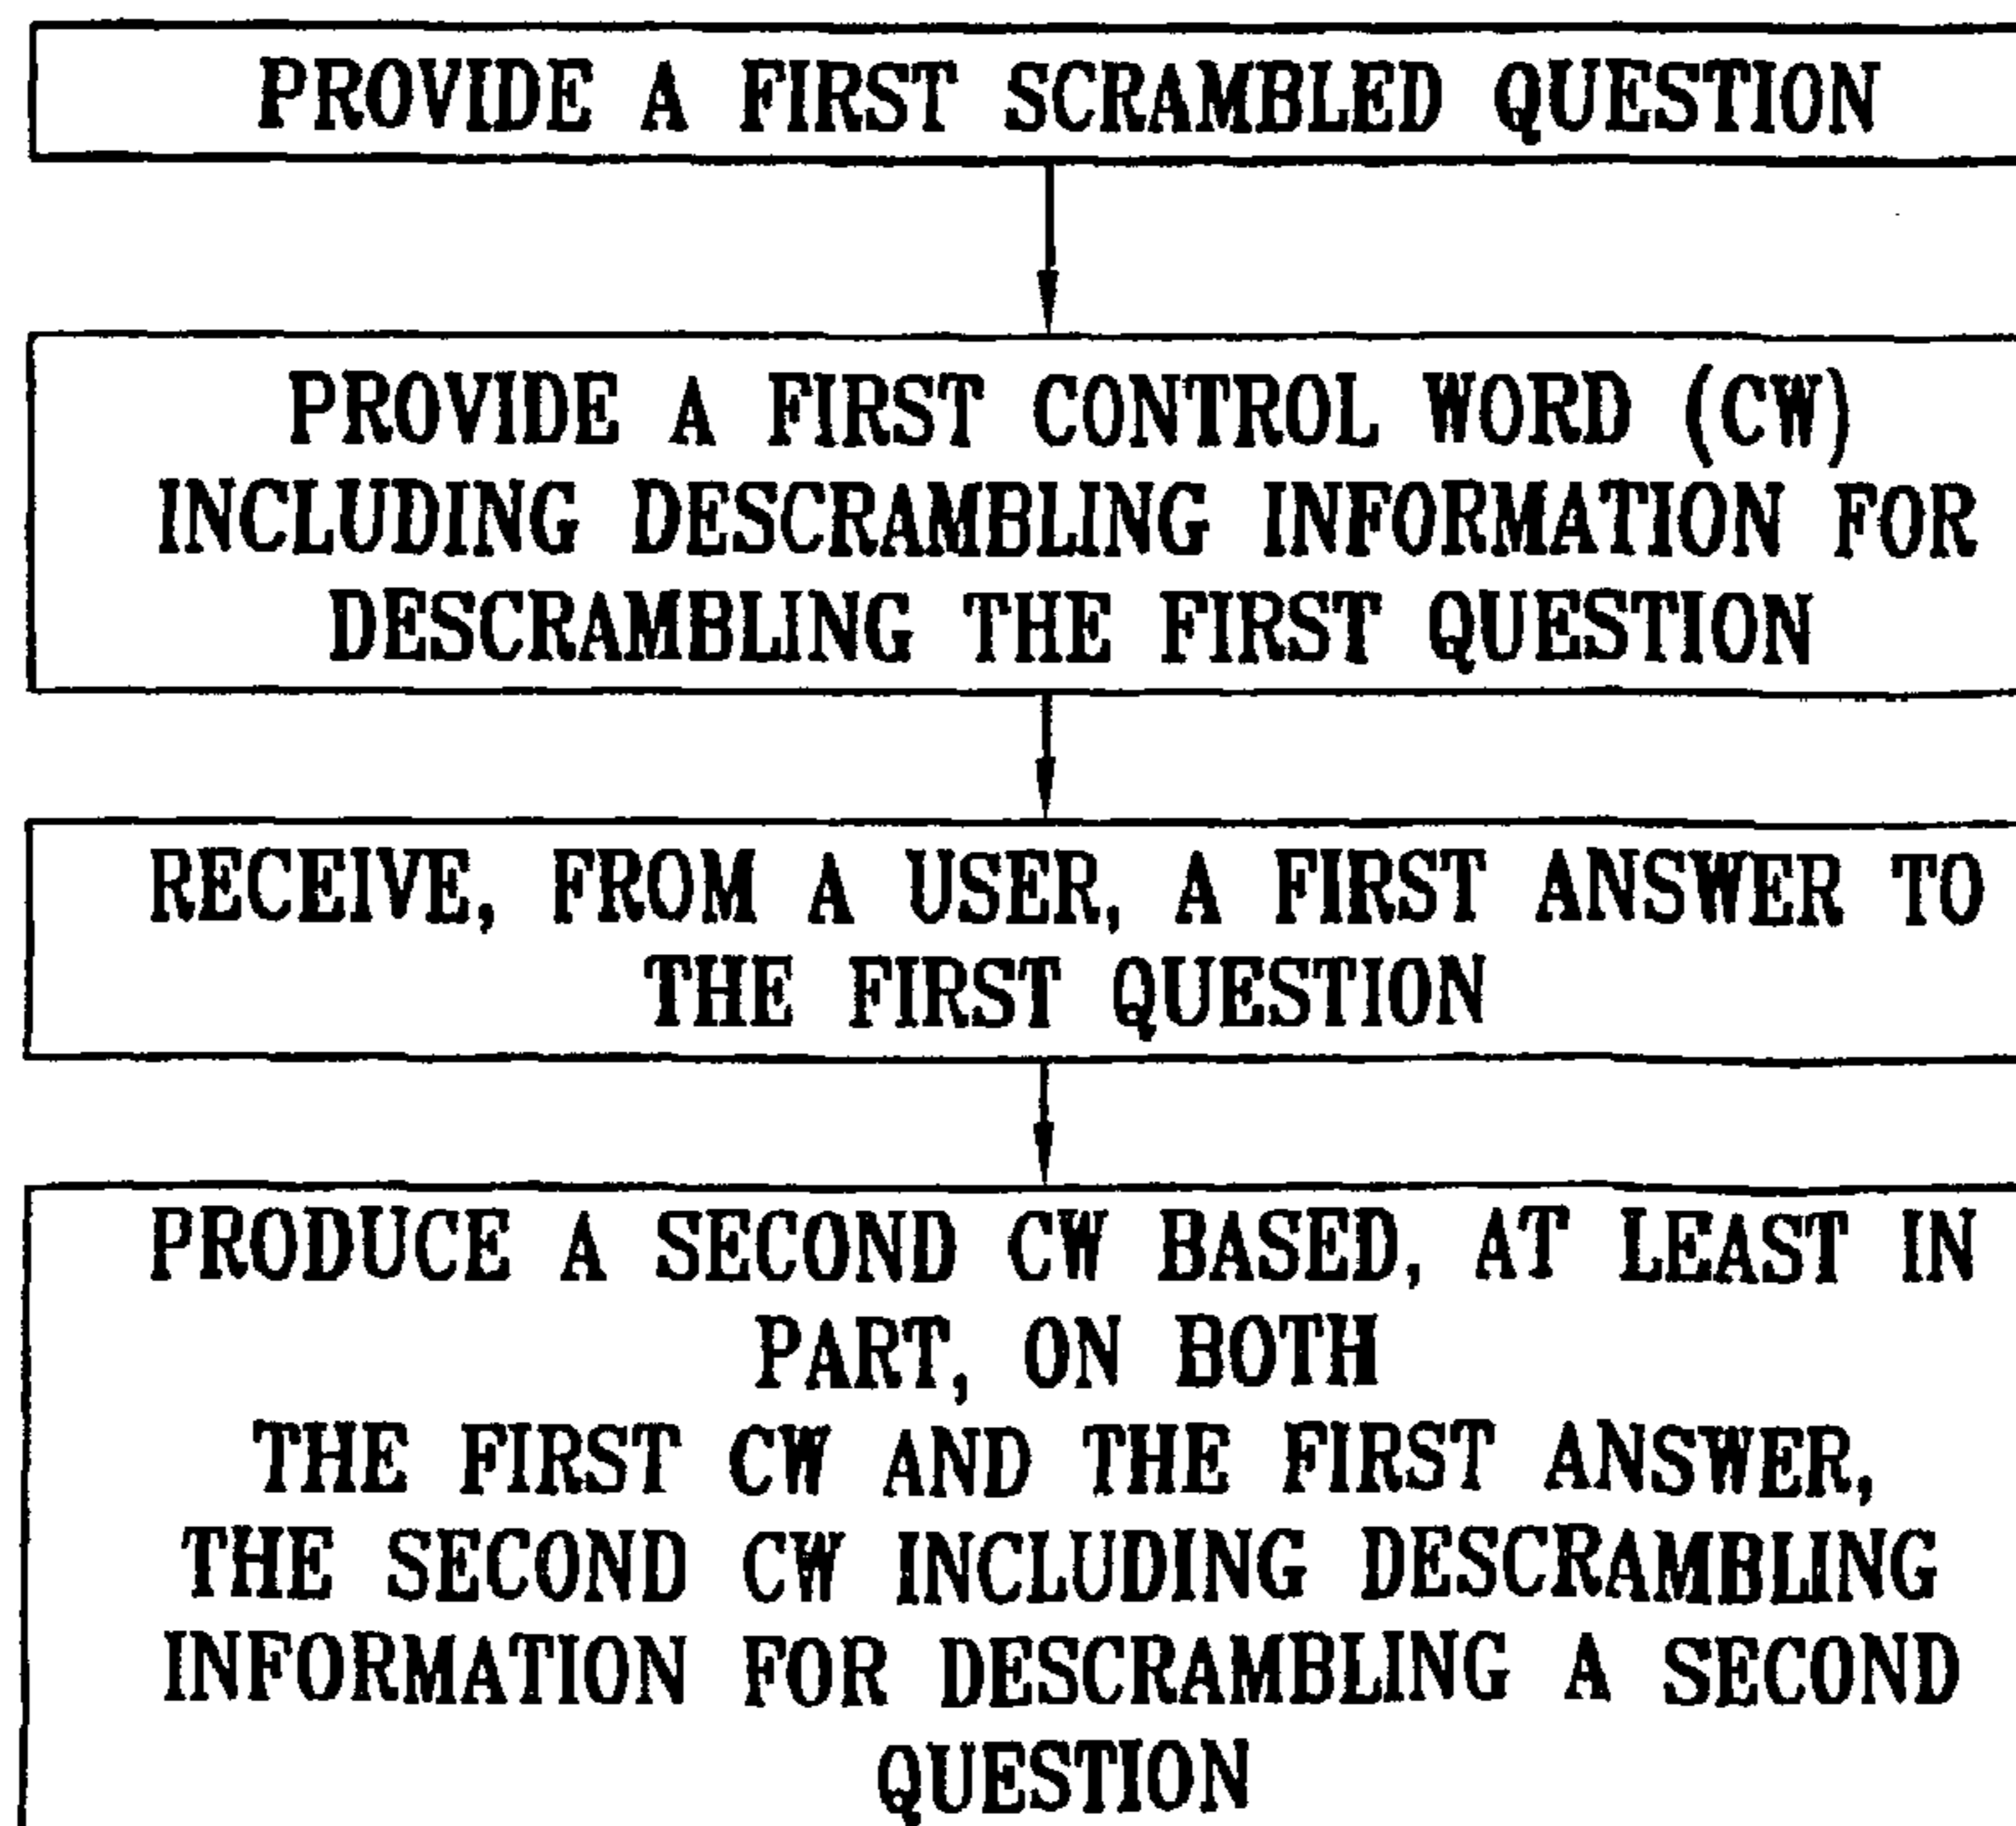 PROVIDE A FIRST SCRAMBLED QUESTION
PROVIDE A FIRST CONTROL WORD (CW)
INCLUDING DESCRAMBLING INFORMATION FOR
DESCRAMBLING THE FIRST QUESTION
RECEIVE, FROM A USER, A FIRST ANSWER TO
THE FIRST QUESTION
PRODUCE A SECOND CW BASED, AT LEAST IN
PART, ON BOTH
THE FIRST CW AND THE FIRST ANSWER,
THE SECOND CW INCLUDING DESCRAMBLING
INFORMATION FOR DESCRAMBLING A SECOND
QUESTION